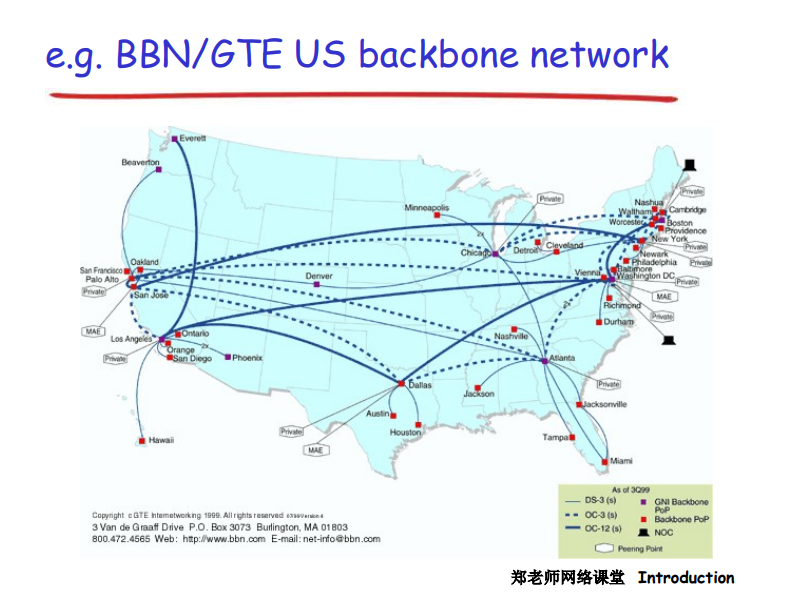 e.g. BBN/GTE US backbone network
Everett
Beaverton
Minneapolis
Private
Private
Nashua
Waltham
Cambridge
Worcester
Boston
Providence
New York
Private
Newark
Private
Philadelphia
Chicago
2x
Detroit
Cleveland
Oakland
San Francisco
Palo Alto
Private
San Jose
Denver
Vienna
Baltimore
Washington DC
Private
MAE
Richmond
Private
2x
Durham
MAE
Los Angeles
Ontario
2x
Orange
San Diego
Phoenix
Private
Nashville
Atlanta
Dallas
Private
Jackson
Jacksonville
Austin
Private
Houston
MAE
Tampa
Hawaii
Miami
As of 3Q99
DS-3 (s)
OC-3 (s)
OC-12 (s)
GNI Backbone
PoP
Backbone PoP
NOC
Peering Point
Copyright c GTE Internetworking 1999. All rights reserved
3 Van de Graaff Drive P.O. Box 3073 Burlington, MA 01803
800.472.4565 Web: http://www.bbn.com E-mail: net-info@bbn.com
郑老师网络课堂 Introduction